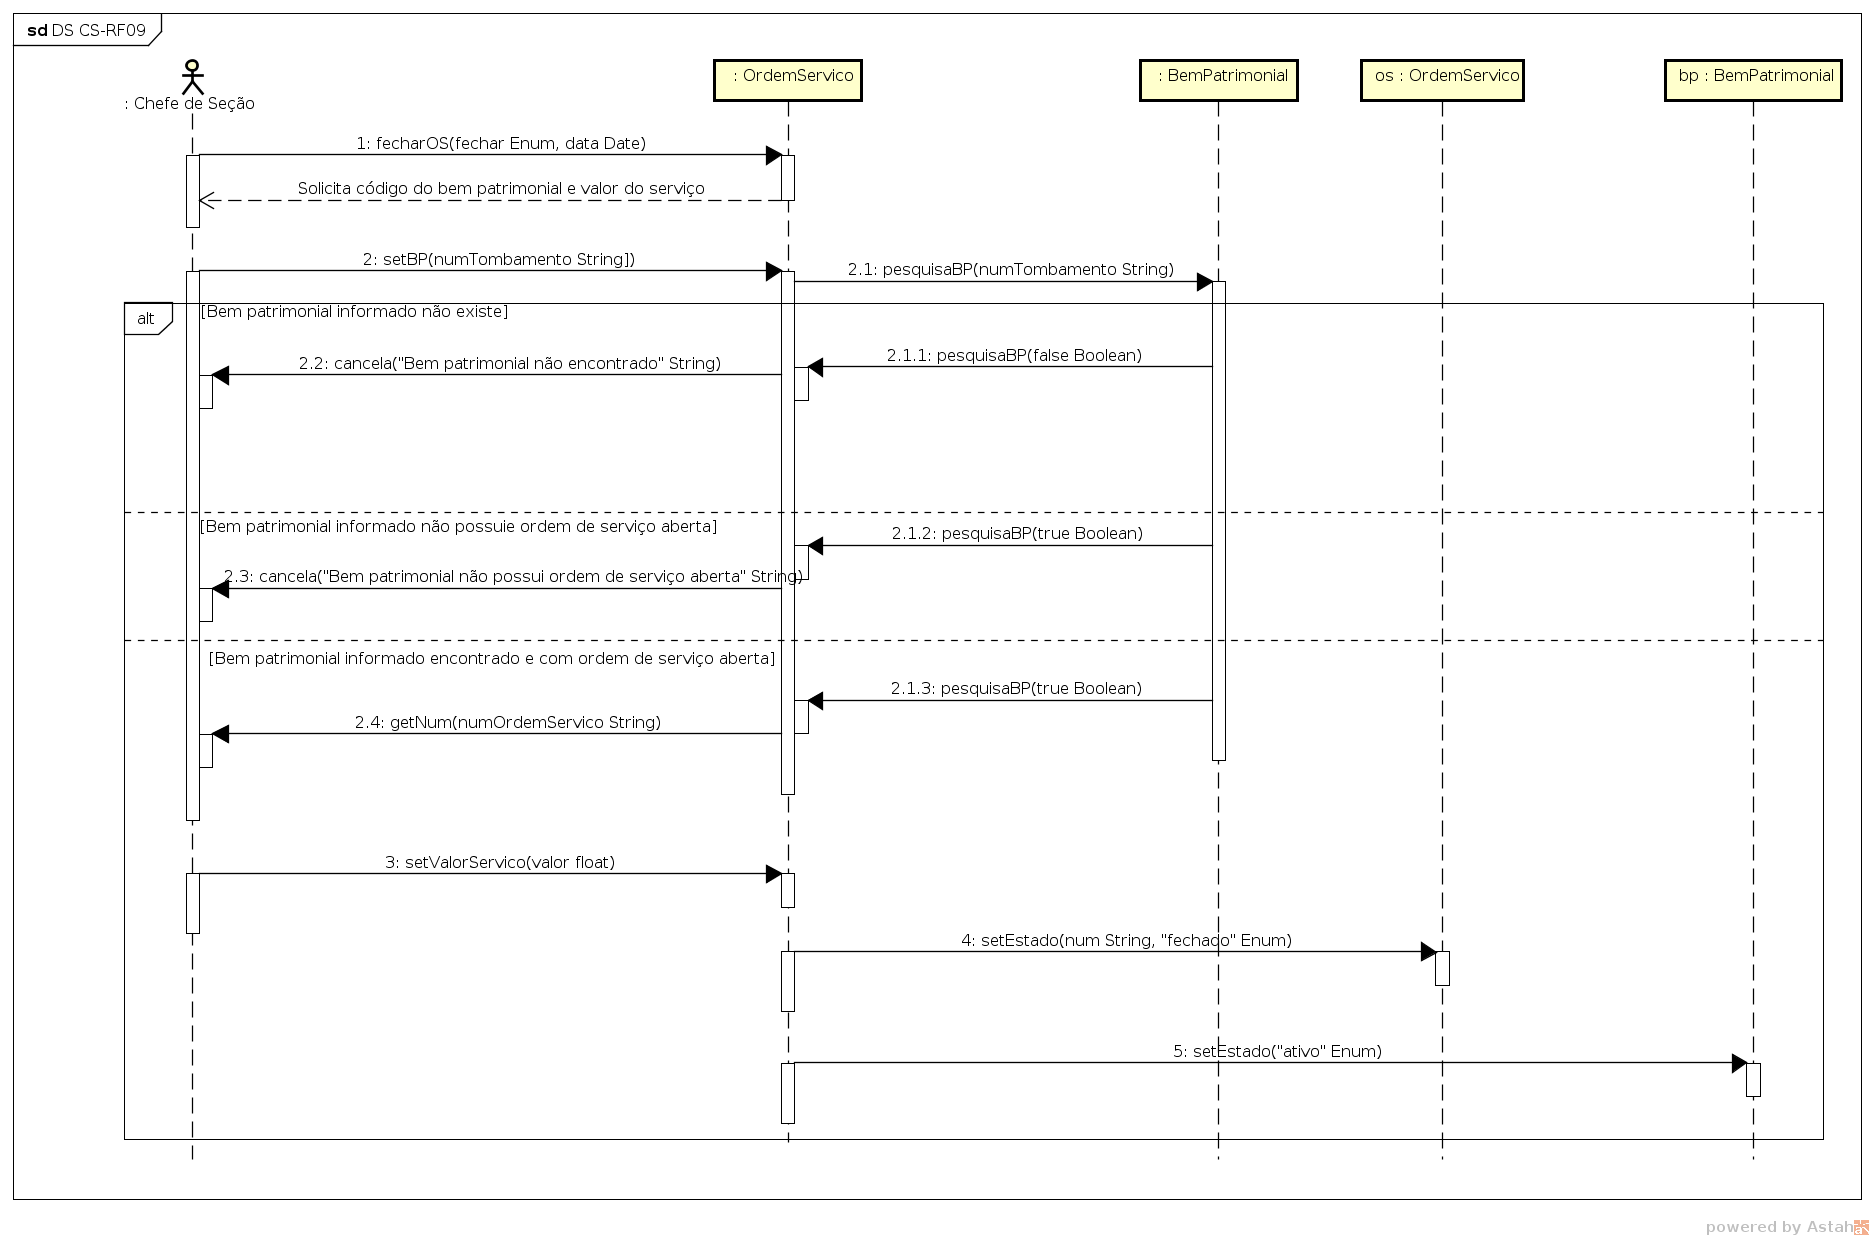 sd DS CS-RF09
: Chefe de Seção
: OrdemServico
: BemPatrimonial
os : OrdemServico
bp : BemPatrimonial
1: fecharOS(fechar Enum, data Date)
Solicita código do bem patrimonial e valor do serviço
2: setBP(numTombamento String])
2.1: pesquisaBP(numTombamento String)
alt
[Bem patrimonial informado não existe]
2.1.1: pesquisaBP(false Boolean)
2.2: cancela("Bem patrimonial não encontrado" String)
[Bem patrimonial informado não possuie ordem de serviço aberta]
2.1.2: pesquisaBP(true Boolean)
2.3: cancela("Bem patrimonial não possui ordem de serviço aberta" String)
[Bem patrimonial informado encontrado e com ordem de serviço aberta]
2.1.3: pesquisaBP(true Boolean)
2.4: getNum(numOrdemServico String)
3: setValorServico(valor float)
4: setEstado(num String, "fechado" Enum)
5: setEstado("ativo" Enum)
powered by Astah